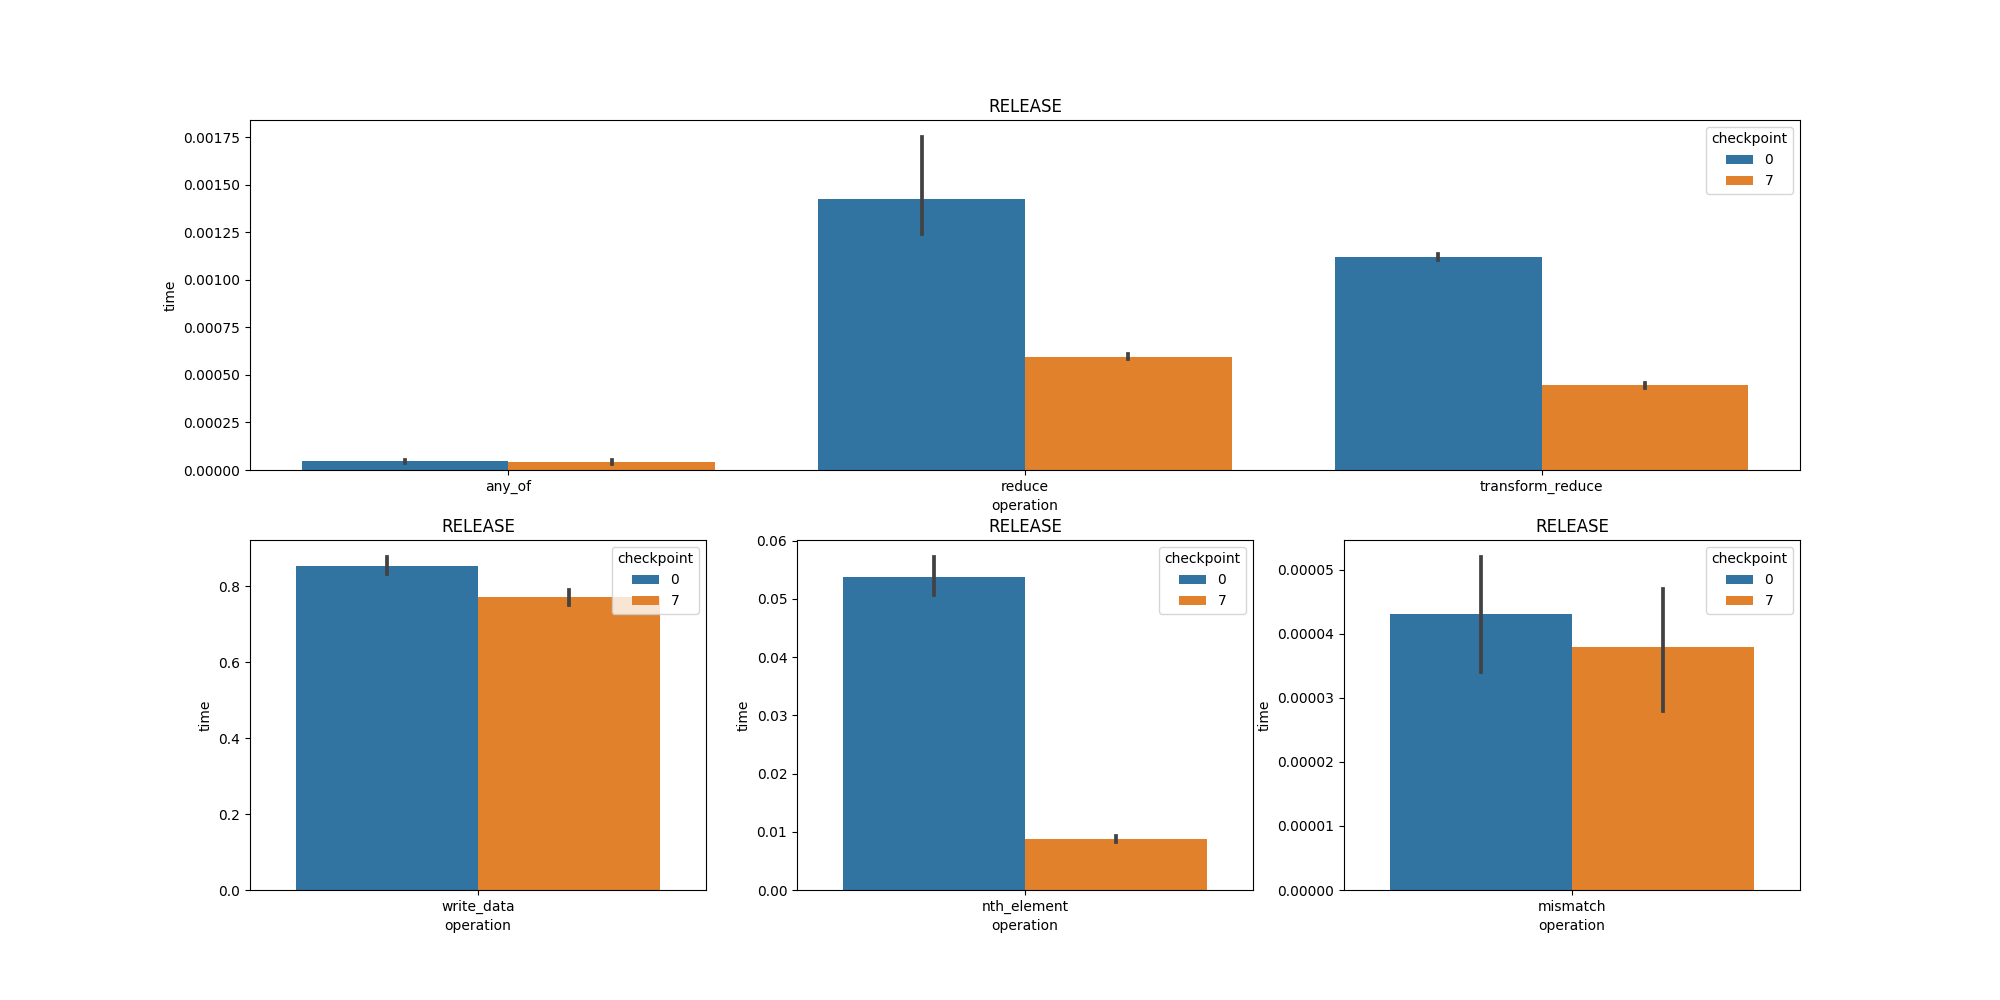 RELEASE
0.00175
0.00150
0.00125
0.00100
0.00075
0.00050
0.00025
0.00000
time
checkpoint
0
7
any_of
reduce
transform_reduce
operation
RELEASE
0.8
0.6
0.4
0.2
0.0
time
checkpoint
0
7
write_data
operation
RELEASE
0.06
0.05
0.04
0.03
0.02
0.01
0.00
time
checkpoint
0
7
nth_element
operation
RELEASE
0.00005
0.00004
0.00003
0.00002
0.00001
0.00000
time
checkpoint
0
7
mismatch
operation